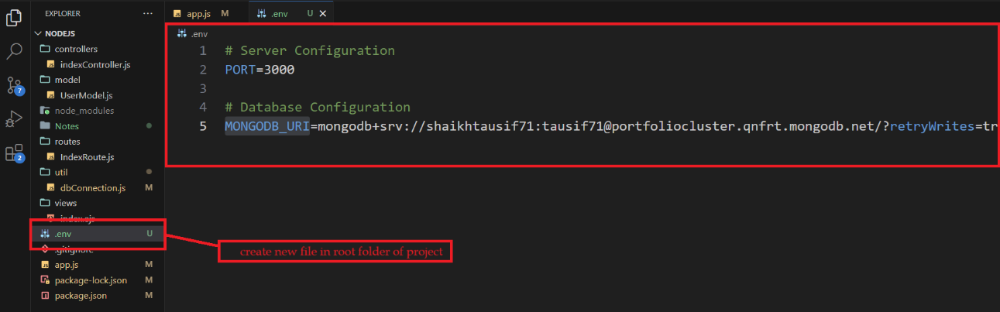 EXPLORER
NODEJS
controllers
indexController.js
model
UserModel.js
node_modules
Notes
routes
IndexRoute.js
util
dbConnection.js M
views
index.ejs
.env U
.gitignore
app.js M
package-lock.json M
package.json M
7
2
app.js M
.env U
.env
1 # Server Configuration
2 PORT=3000
3
4 # Database Configuration
5 MONGODB_URI=mongodb+srv://shaikhtausif71:tausif71@portfoliocluster.qnfrt.mongodb.net/?retryWrites=tr
create new file in root folder of project